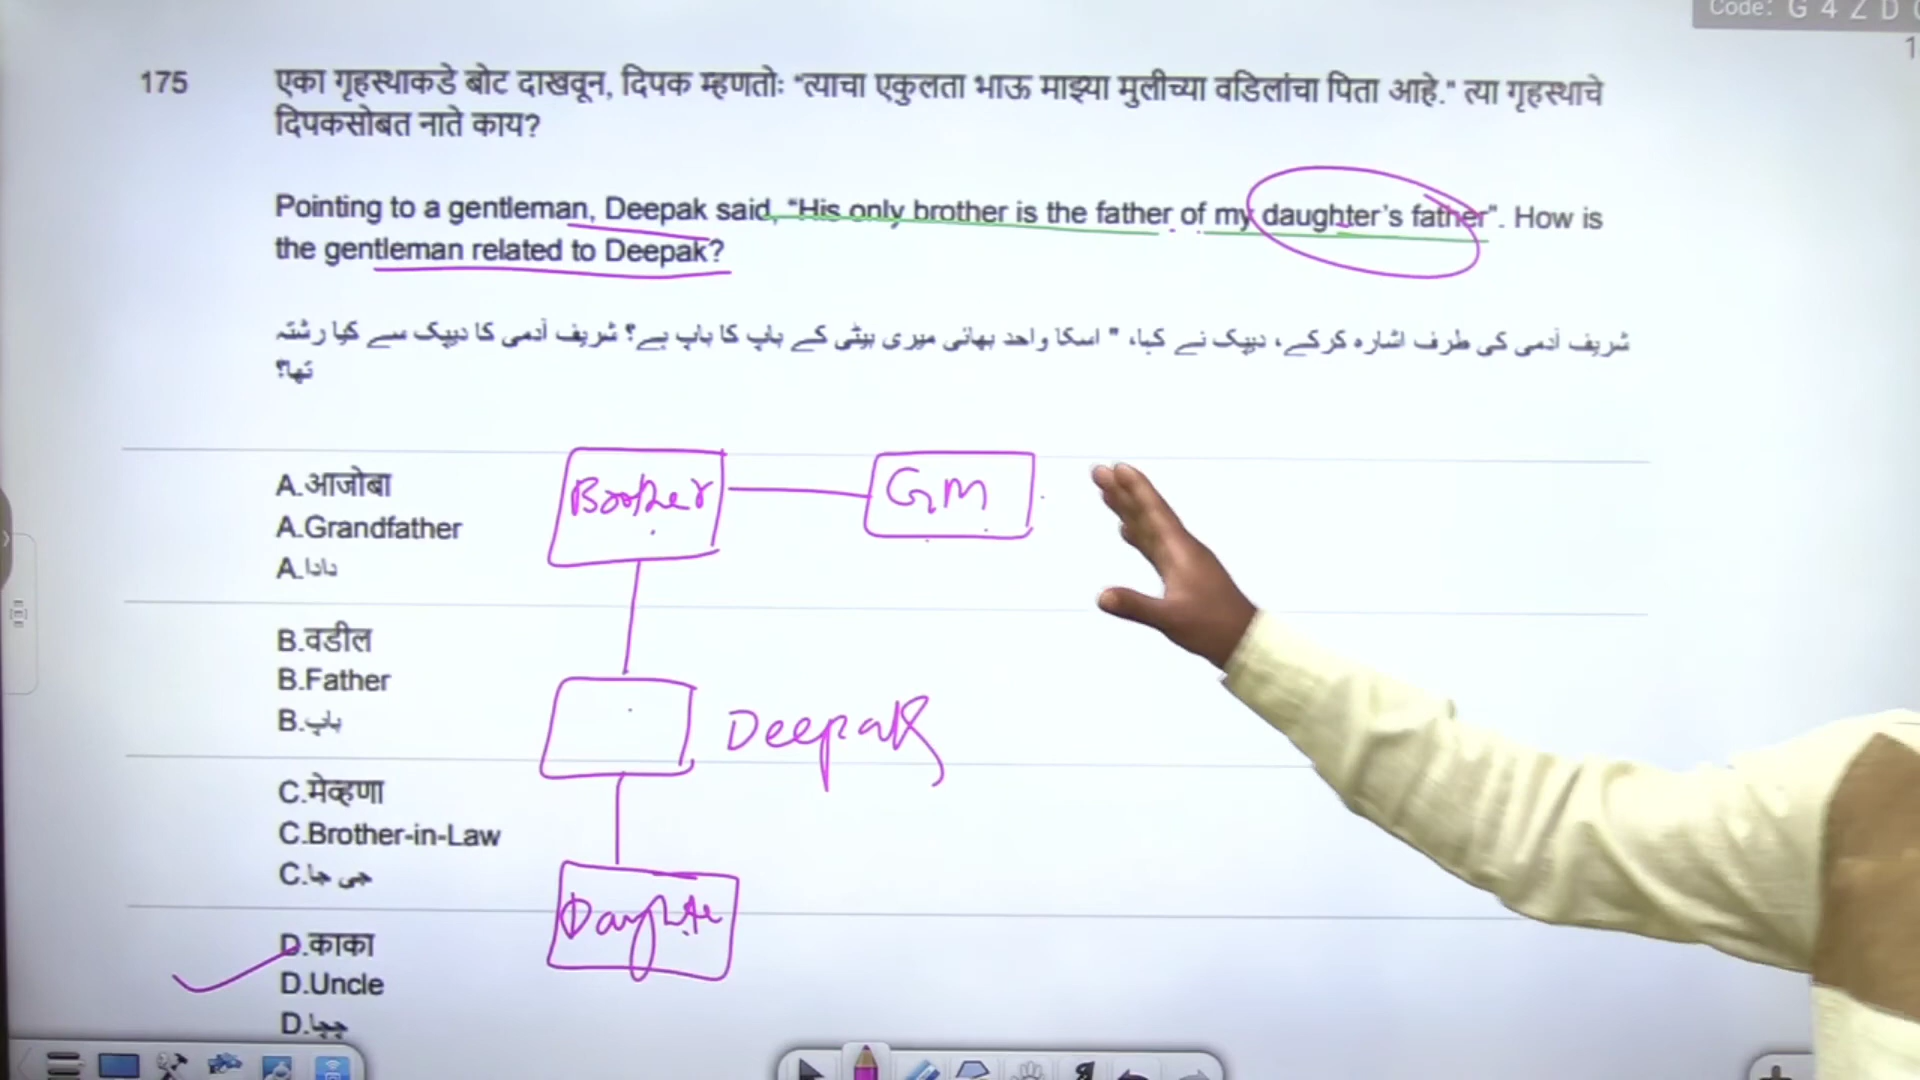 Code: G 4 Z D
1
175
एका गृहस्थाकडे बोट दाखवून, दिपक म्हणतोः "त्याचा एकुलता भाऊ माझ्या मुलीच्या वडिलांचा पिता आहे." त्या गृहस्थाचे
दिपकसोबत नाते काय?
Pointing to a gentleman, Deepak said, "His only brother is the father of my daughter's father". How is
the gentleman related to Deepak?
شریف آدمی کی طرف اشارہ کرکے، دیپک نے کہا، " اسکا واحد بھائی میری بیٹی کے باپ کا باپ ہے؟ شریف آدمی کا دیپک سے کیا رشتہ
تھا؟
A.आजोबा
A.Grandfather
A.دادا
Brother
GM
B.वडील
B.Father
B.باپ
Deepak
C.मेव्हणा
C.Brother-in-Law
C.جی جا
Daughte
D.काका
D.Uncle
D.چچا